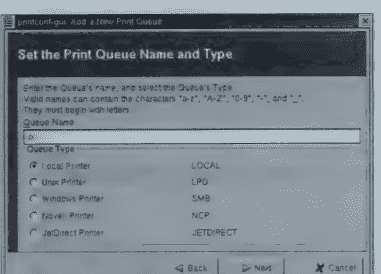 printconf-gui: Add a New Print Queue
Set the Print Queue Name and Type
Enter the Queue's name, and select the Queue's Type.
Valid names can contain the characters "a-z", "A-Z", "0-9", "-", and "_".
They must begin with letters.
Queue Name
Queue Type
Local Printer LOCAL
Unix Printer LPD
Windows Printer SMB
Novell Printer NCP
JetDirect Printer JETDIRECT
Back Next Cancel